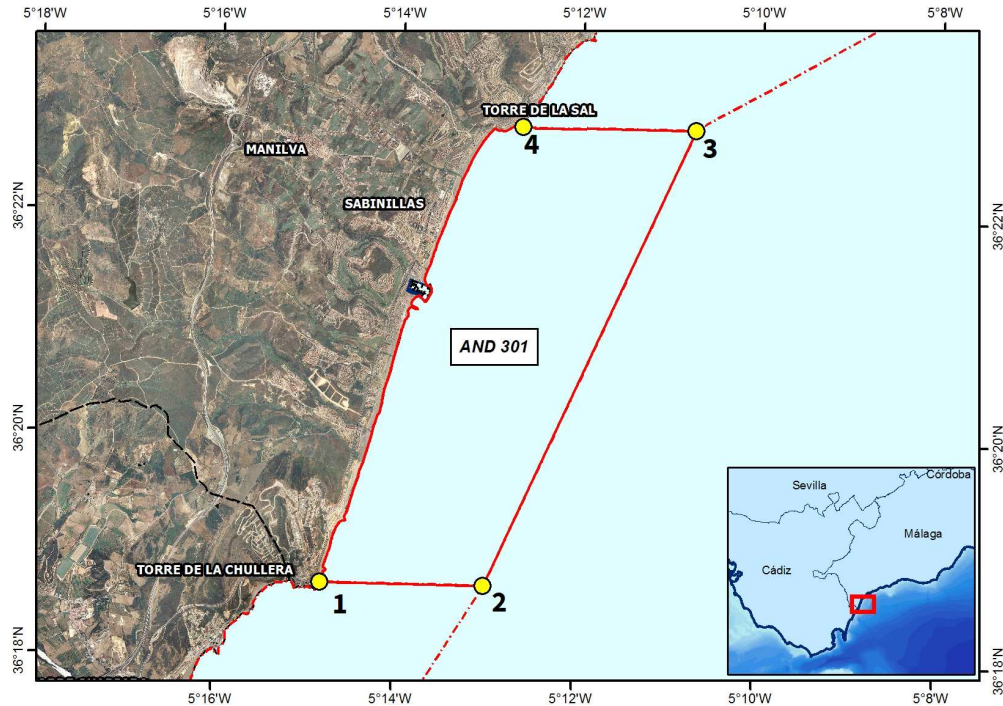 5°18'W
5°14'W
5°12'W
5°10'W
5°8'W
TORRE DE LA SAL
4
3
MANILVA
SABINILLAS
36°22'N
36°22'N
AND 301
36°20'N
36°20'N
Córdoba
Sevilla
Málaga
Cádiz
TORRE DE LA CHULLERA
1
2
36°18'N
36°18'N
5°16'W
5°14'W
5°12'W
5°10'W
5°8'W